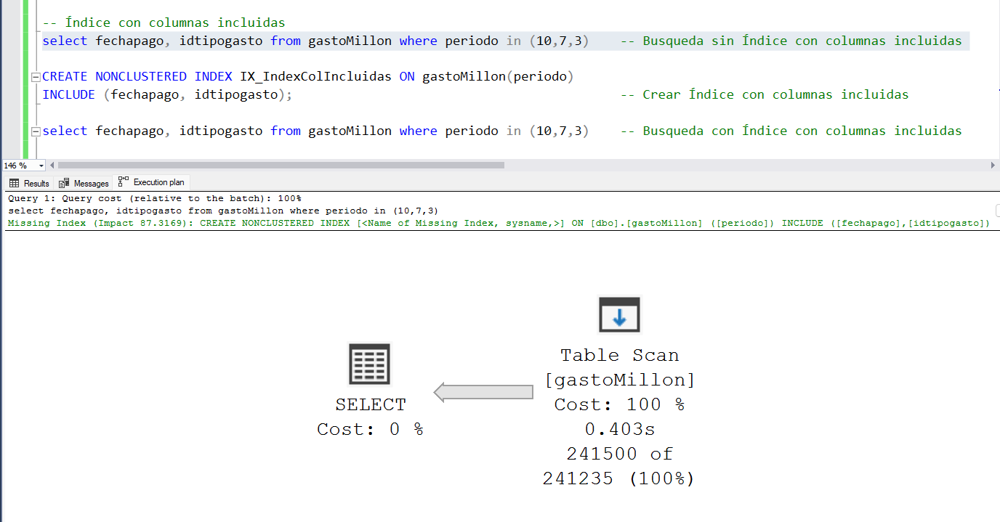 -- Índice con columnas incluidas
select fechapago, idtipogasto from gastoMillon where periodo in (10,7,3)    -- Busqueda sin Índice con columnas incluidas
CREATE NONCLUSTERED INDEX IX_IndexColIncluidas ON gastoMillon(periodo)
INCLUDE (fechapago, idtipogasto);    -- Crear Índice con columnas incluidas
select fechapago, idtipogasto from gastoMillon where periodo in (10,7,3)    -- Busqueda con Índice con columnas incluidas
146 %
Results Messages Execution plan
Query 1: Query cost (relative to the batch): 100%
select fechapago, idtipogasto from gastoMillon where periodo in (10,7,3)
Missing Index (Impact 87.3169): CREATE NONCLUSTERED INDEX [<Name of Missing Index, sysname,>] ON [dbo].[gastoMillon] ([periodo]) INCLUDE ([fechapago],[idtipogasto])
SELECT
Cost: 0 %
Table Scan
[gastoMillon]
Cost: 100 %
0.403s
241500 of
241235 (100%)